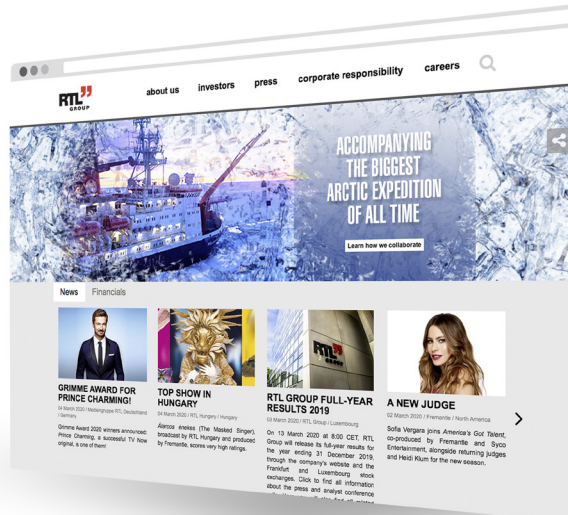 RTL
GROUP
about us
investors
press
corporate responsibility
careers
ACCOMPANYING
THE BIGGEST
ARCTIC EXPEDITION
OF ALL TIME
Learn how we collaborate
News
Financials
GRIMME AWARD FOR
PRINCE CHARMING!
04 March 2020 / Mediengruppe RTL Deutschland
/ Germany
Grimme Award 2020 winners announced:
Prince Charming, a successful TV Now
original, is one of them!
TOP SHOW IN
HUNGARY
04 March 2020 / RTL Hungary / Hungary
Álarcos énekes (The Masked Singer),
broadcast by RTL Hungary and produced
by Fremantle, scores very high ratings.
RTL
RTL GROUP FULL-YEAR
RESULTS 2019
03 March 2020 / RTL Group / Luxembourg
On 13 March 2020 at 8:00 CET, RTL
Group will release its full-year results for
the year ending 31 December 2019,
through the company's website and the
Frankfurt and Luxembourg stock
exchanges. Click to find all information
about the press and analyst conference
A NEW JUDGE
02 March 2020 / Fremantle / North America
Sofia Vergara joins America's Got Talent,
co-produced by Fremantle and Syco
Entertainment, alongside returning judges
and Heidi Klum for the new season.